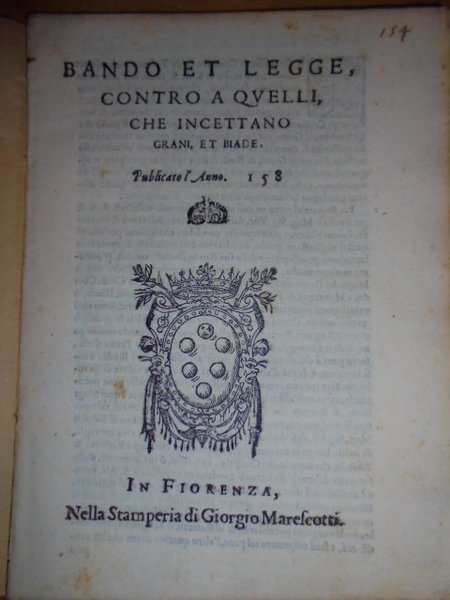 154
BANDO ET LEGGE,
CONTRO A QVELLI,
CHE INCETTANO
GRANI, ET BIADE.
Publicato l'Anno. 158
IN FIORENZA,
Nella Stamperia di Giorgio Marescotti.